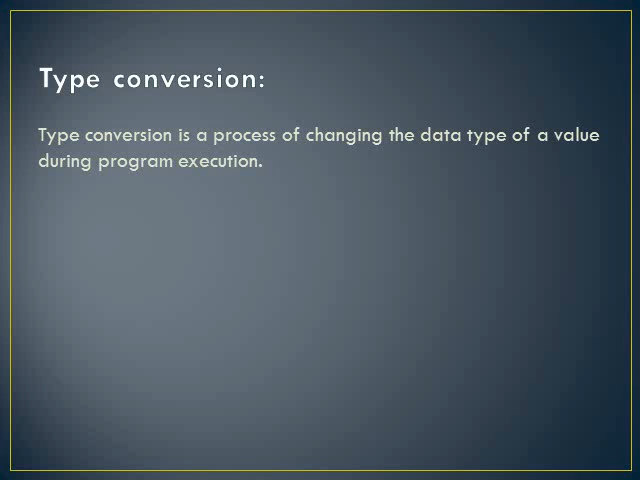 Type conversion:
Type conversion is a process of changing the data type of a value
during program execution.